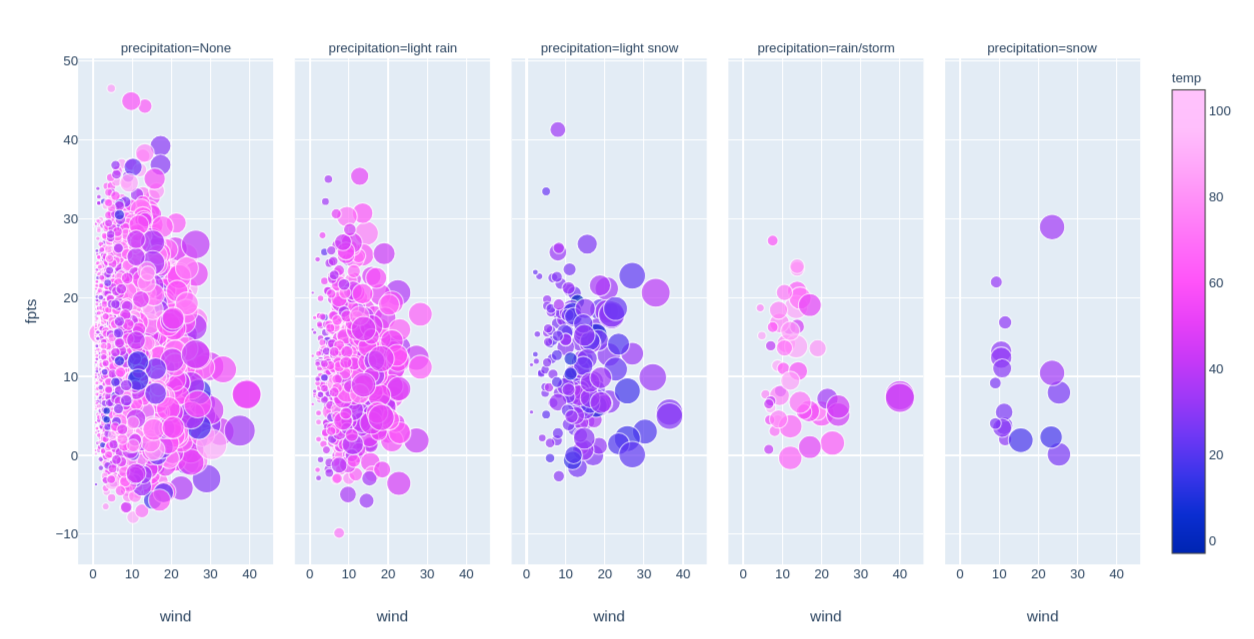 precipitation=None precipitation=light rain precipitation=light snow precipitation=rain/storm precipitation=snow
temp
fpts
50
40
30
20
10
0
−10
100
80
60
40
20
0
0 10 20 30 40 0 10 20 30 40 0 10 20 30 40 0 10 20 30 40 0 10 20 30 40
wind wind wind wind wind